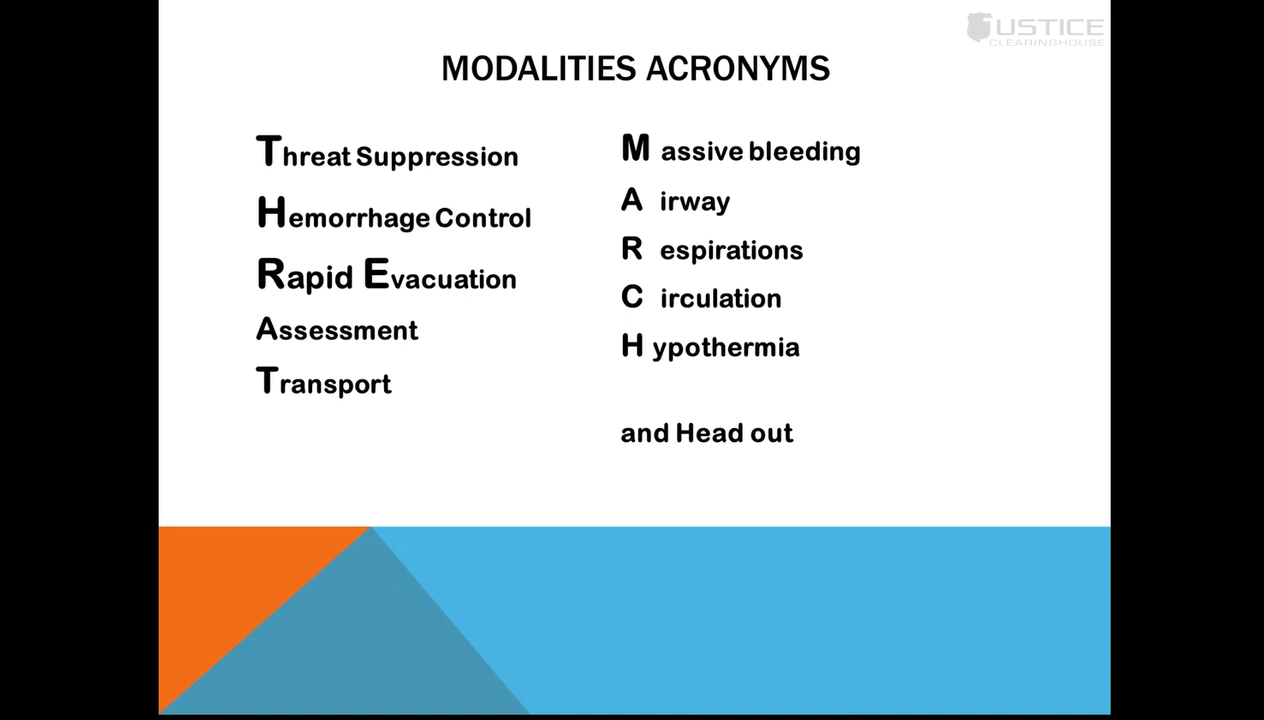 JUSTICE
CLEARINGHOUSE
MODALITIES ACRONYMS
Threat Suppression
Hemorrhage Control
Rapid Evacuation
Assessment
Transport
M assive bleeding
A irway
R espirations
C irculation
H ypothermia
and Head out